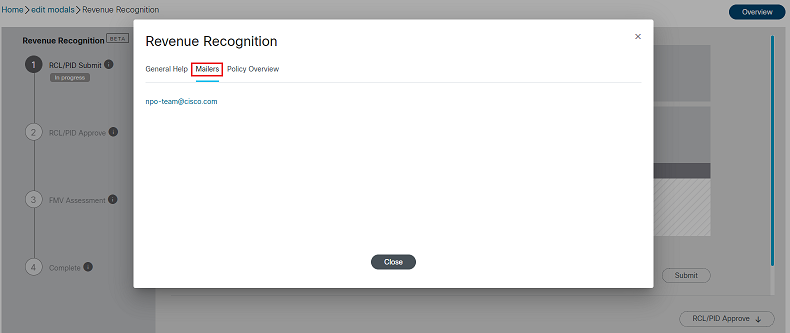 Home > edit modals > Revenue Recognition
Overview
Revenue Recognition BETA
1 RCL/PID Submit
In progress
2 RCL/PID Approve
3 FMV Assessment
4 Complete
Revenue Recognition
General Help Mailers Policy Overview
npo-team@cisco.com
Close
Submit
RCL/PID Approve